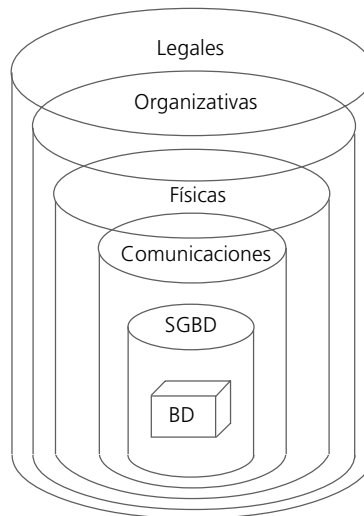 Legales
Organizativas
Físicas
Comunicaciones
SGBD
BD